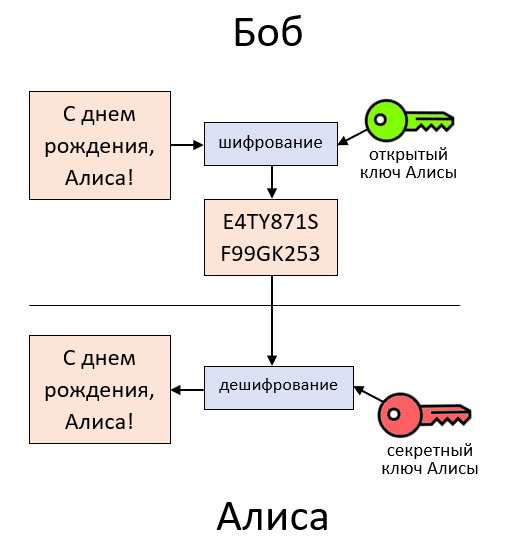 Боб
С днем
рождения,
Алиса!
шифрование
открытый
ключ Алисы
E4TY871S
F99GK253
С днем
рождения,
Алиса!
дешифрование
секретный
ключ Алисы
Алиса